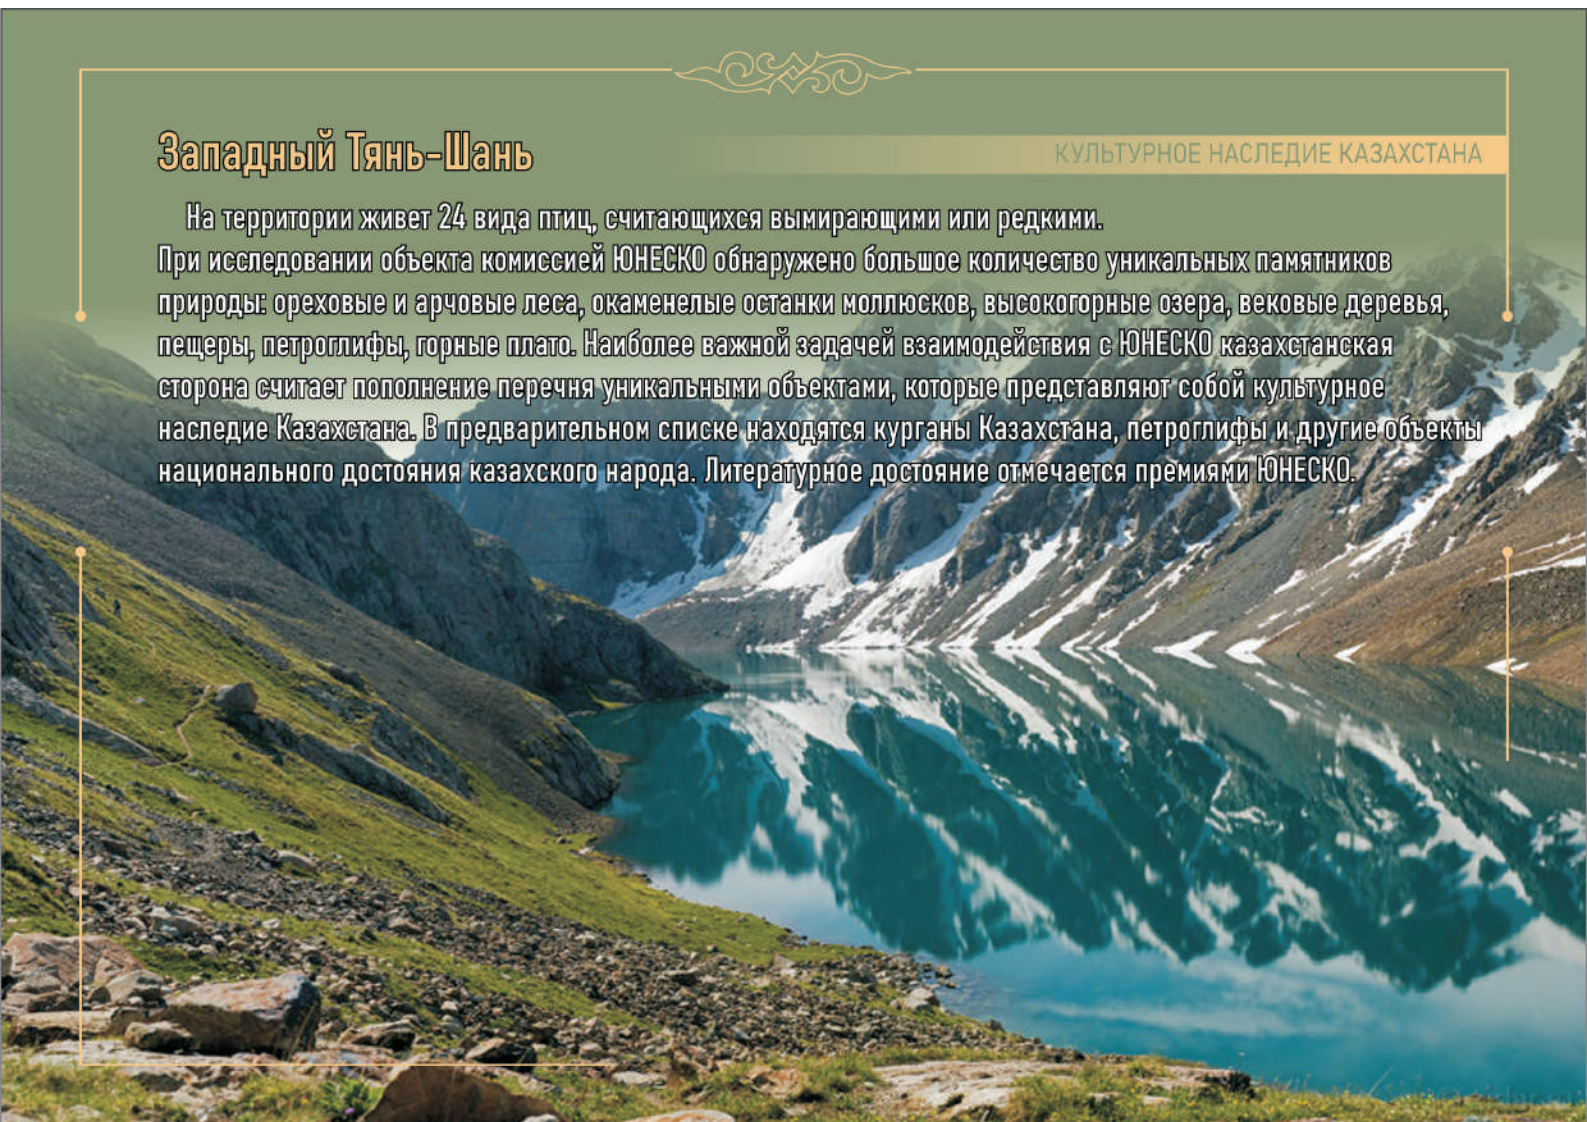 Западный Тянь-Шань
КУЛЬТУРНОЕ НАСЛЕДИЕ КАЗАХСТАНА
На территории живет 24 вида птиц, считающихся вымирающими или редкими.
При исследовании объекта комиссией ЮНЕСКО обнаружено большое количество уникальных памятников
природы: ореховые и арчовые леса, окаменелые останки моллюсков, высокогорные озера, вековые деревья,
пещеры, петроглифы, горные плато. Наиболее важной задачей взаимодействия с ЮНЕСКО казахстанская
сторона считает пополнение перечня уникальными объектами, которые представляют собой культурное
наследие Казахстана. В предварительном списке находятся курганы Казахстана, петроглифы и другие объекты
национального достояния казахского народа. Литературное достояние отмечается премиями ЮНЕСКО.